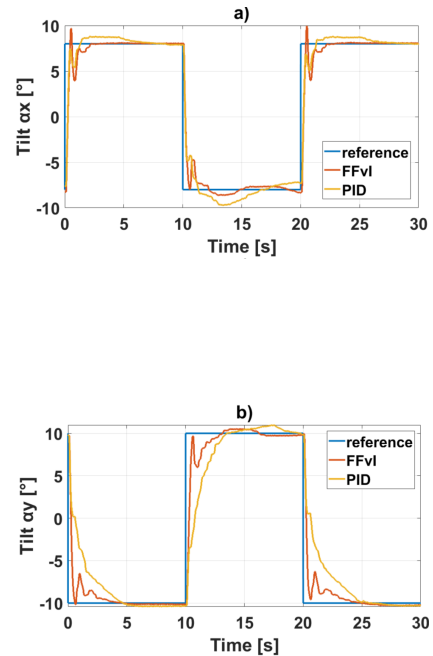 a)
Tilt αx [°]
10
5
0
-5
-10
0 5 10 15 20 25 30
Time [s]
reference
FFvI
PID
b)
Tilt αy [°]
10
5
0
-5
-10
0 5 10 15 20 25 30
Time [s]
reference
FFvI
PID